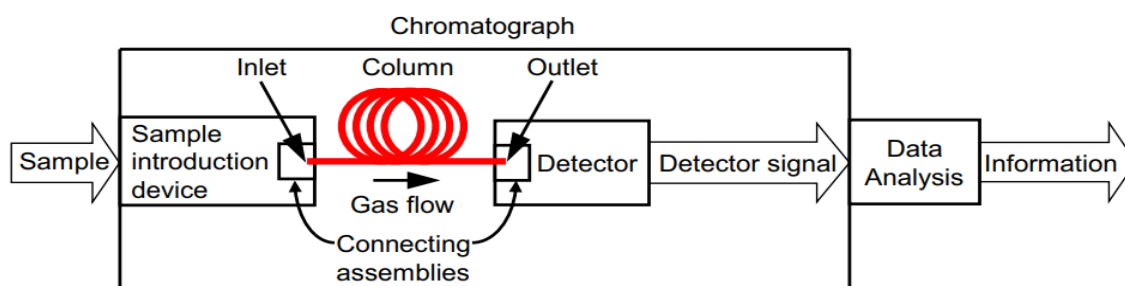 Chromatograph
Inlet
Column
Outlet
Sample
Sample
introduction
device
Gas flow
Connecting
assemblies
Detector
Detector signal
Data
Analysis
Information